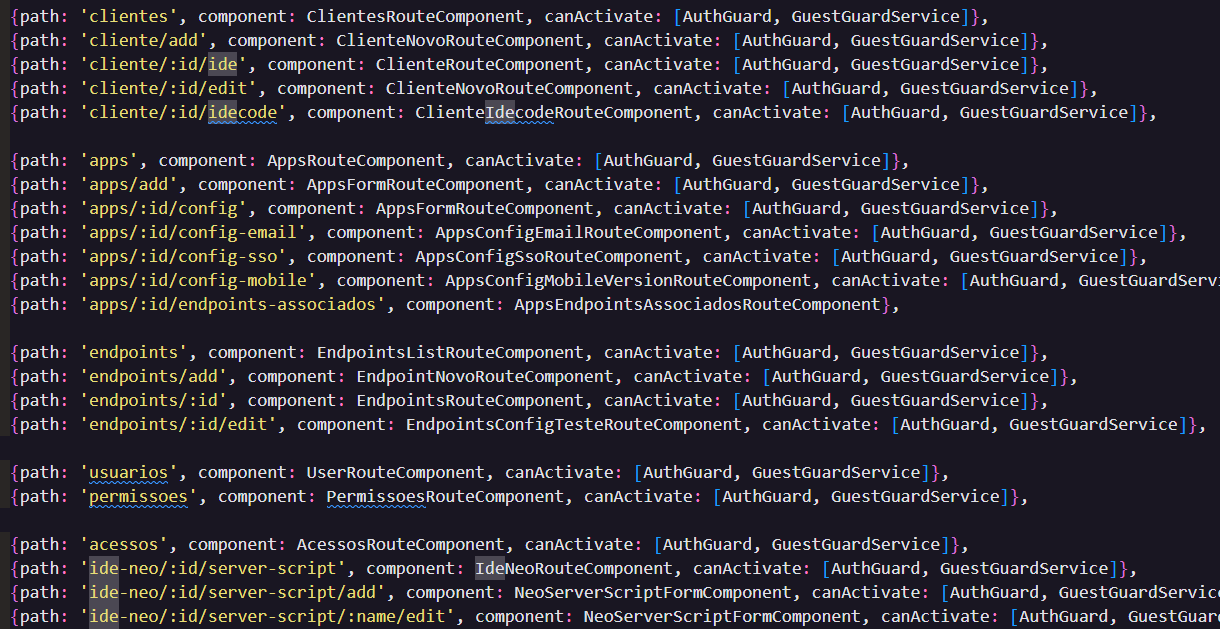 {path: 'clientes', component: ClientesRouteComponent, canActivate: [AuthGuard, GuestGuardService]},
{path: 'cliente/add', component: ClienteNovoRouteComponent, canActivate: [AuthGuard, GuestGuardService]},
{path: 'cliente/:id/ide', component: ClienteRouteComponent, canActivate: [AuthGuard, GuestGuardService]},
{path: 'cliente/:id/edit', component: ClienteNovoRouteComponent, canActivate: [AuthGuard, GuestGuardService]},
{path: 'cliente/:id/idecode', component: ClienteIdecodeRouteComponent, canActivate: [AuthGuard, GuestGuardService]},
{path: 'apps', component: AppsRouteComponent, canActivate: [AuthGuard, GuestGuardService]},
{path: 'apps/add', component: AppsFormRouteComponent, canActivate: [AuthGuard, GuestGuardService]},
{path: 'apps/:id/config', component: AppsFormRouteComponent, canActivate: [AuthGuard, GuestGuardService]},
{path: 'apps/:id/config-email', component: AppsConfigEmailRouteComponent, canActivate: [AuthGuard, GuestGuardService]},
{path: 'apps/:id/config-sso', component: AppsConfigSsoRouteComponent, canActivate: [AuthGuard, GuestGuardService]},
{path: 'apps/:id/config-mobile', component: AppsConfigMobileVersionRouteComponent, canActivate: [AuthGuard, GuestGuardServi
{path: 'apps/:id/endpoints-associados', component: AppsEndpointsAssociadosRouteComponent},
{path: 'endpoints', component: EndpointsListRouteComponent, canActivate: [AuthGuard, GuestGuardService]},
{path: 'endpoints/add', component: EndpointNovoRouteComponent, canActivate: [AuthGuard, GuestGuardService]},
{path: 'endpoints/:id', component: EndpointsRouteComponent, canActivate: [AuthGuard, GuestGuardService]},
{path: 'endpoints/:id/edit', component: EndpointsConfigTesteRouteComponent, canActivate: [AuthGuard, GuestGuardService]},
{path: 'usuarios', component: UserRouteComponent, canActivate: [AuthGuard, GuestGuardService]},
{path: 'permissoes', component: PermissoesRouteComponent, canActivate: [AuthGuard, GuestGuardService]},
{path: 'acessos', component: AcessosRouteComponent, canActivate: [AuthGuard, GuestGuardService]},
{path: 'ide-neo/:id/server-script', component: IdeNeoRouteComponent, canActivate: [AuthGuard, GuestGuardService]},
{path: 'ide-neo/:id/server-script/add', component: NeoServerScriptFormComponent, canActivate: [AuthGuard, GuestGuardService
{path: 'ide-neo/:id/server-script/:name/edit', component: NeoServerScriptFormComponent, canActivate: [AuthGuard, GuestGuar